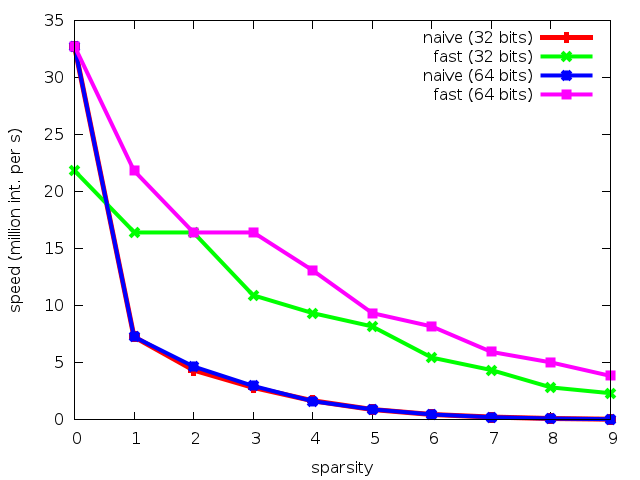 35
30
25
20
15
10
5
0
speed (million int. per s)
naive (32 bits)
fast (32 bits)
naive (64 bits)
fast (64 bits)
0 1 2 3 4 5 6 7 8 9
sparsity